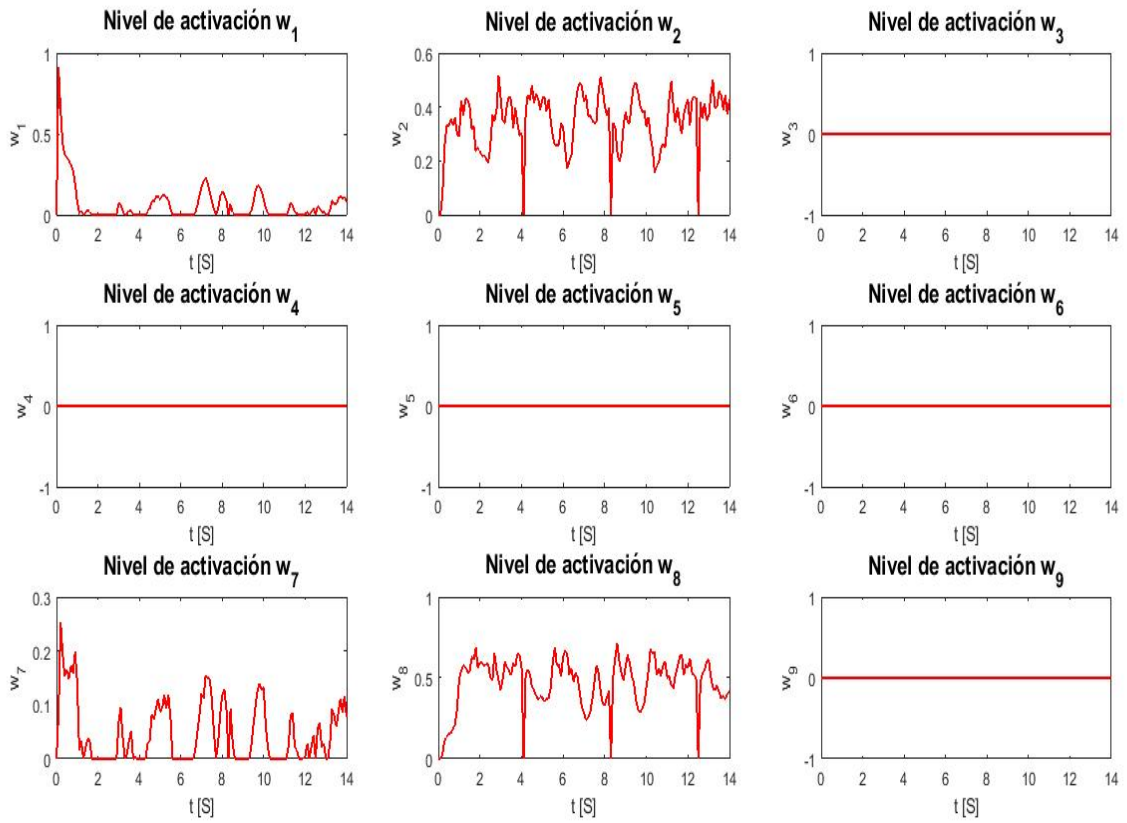 Nivel de activación w1
Nivel de activación w2
Nivel de activación w3
1
0.5
0
w1
0 2 4 6 8 10 12 14
t [S]
0.6
0.4
0.2
0
w2
0 2 4 6 8 10 12 14
t [S]
1
0
-1
w3
0 2 4 6 8 10 12 14
t [S]
Nivel de activación w4
Nivel de activación w5
Nivel de activación w6
1
0
-1
w4
0 2 4 6 8 10 12 14
t [S]
1
0
-1
w5
0 2 4 6 8 10 12 14
t [S]
1
0
-1
w6
0 2 4 6 8 10 12 14
t [S]
Nivel de activación w7
Nivel de activación w8
Nivel de activación w9
0.3
0.2
0.1
0
w7
0 2 4 6 8 10 12 14
t [S]
1
0.5
0
w8
0 2 4 6 8 10 12 14
t [S]
1
0
-1
w9
0 2 4 6 8 10 12 14
t [S]